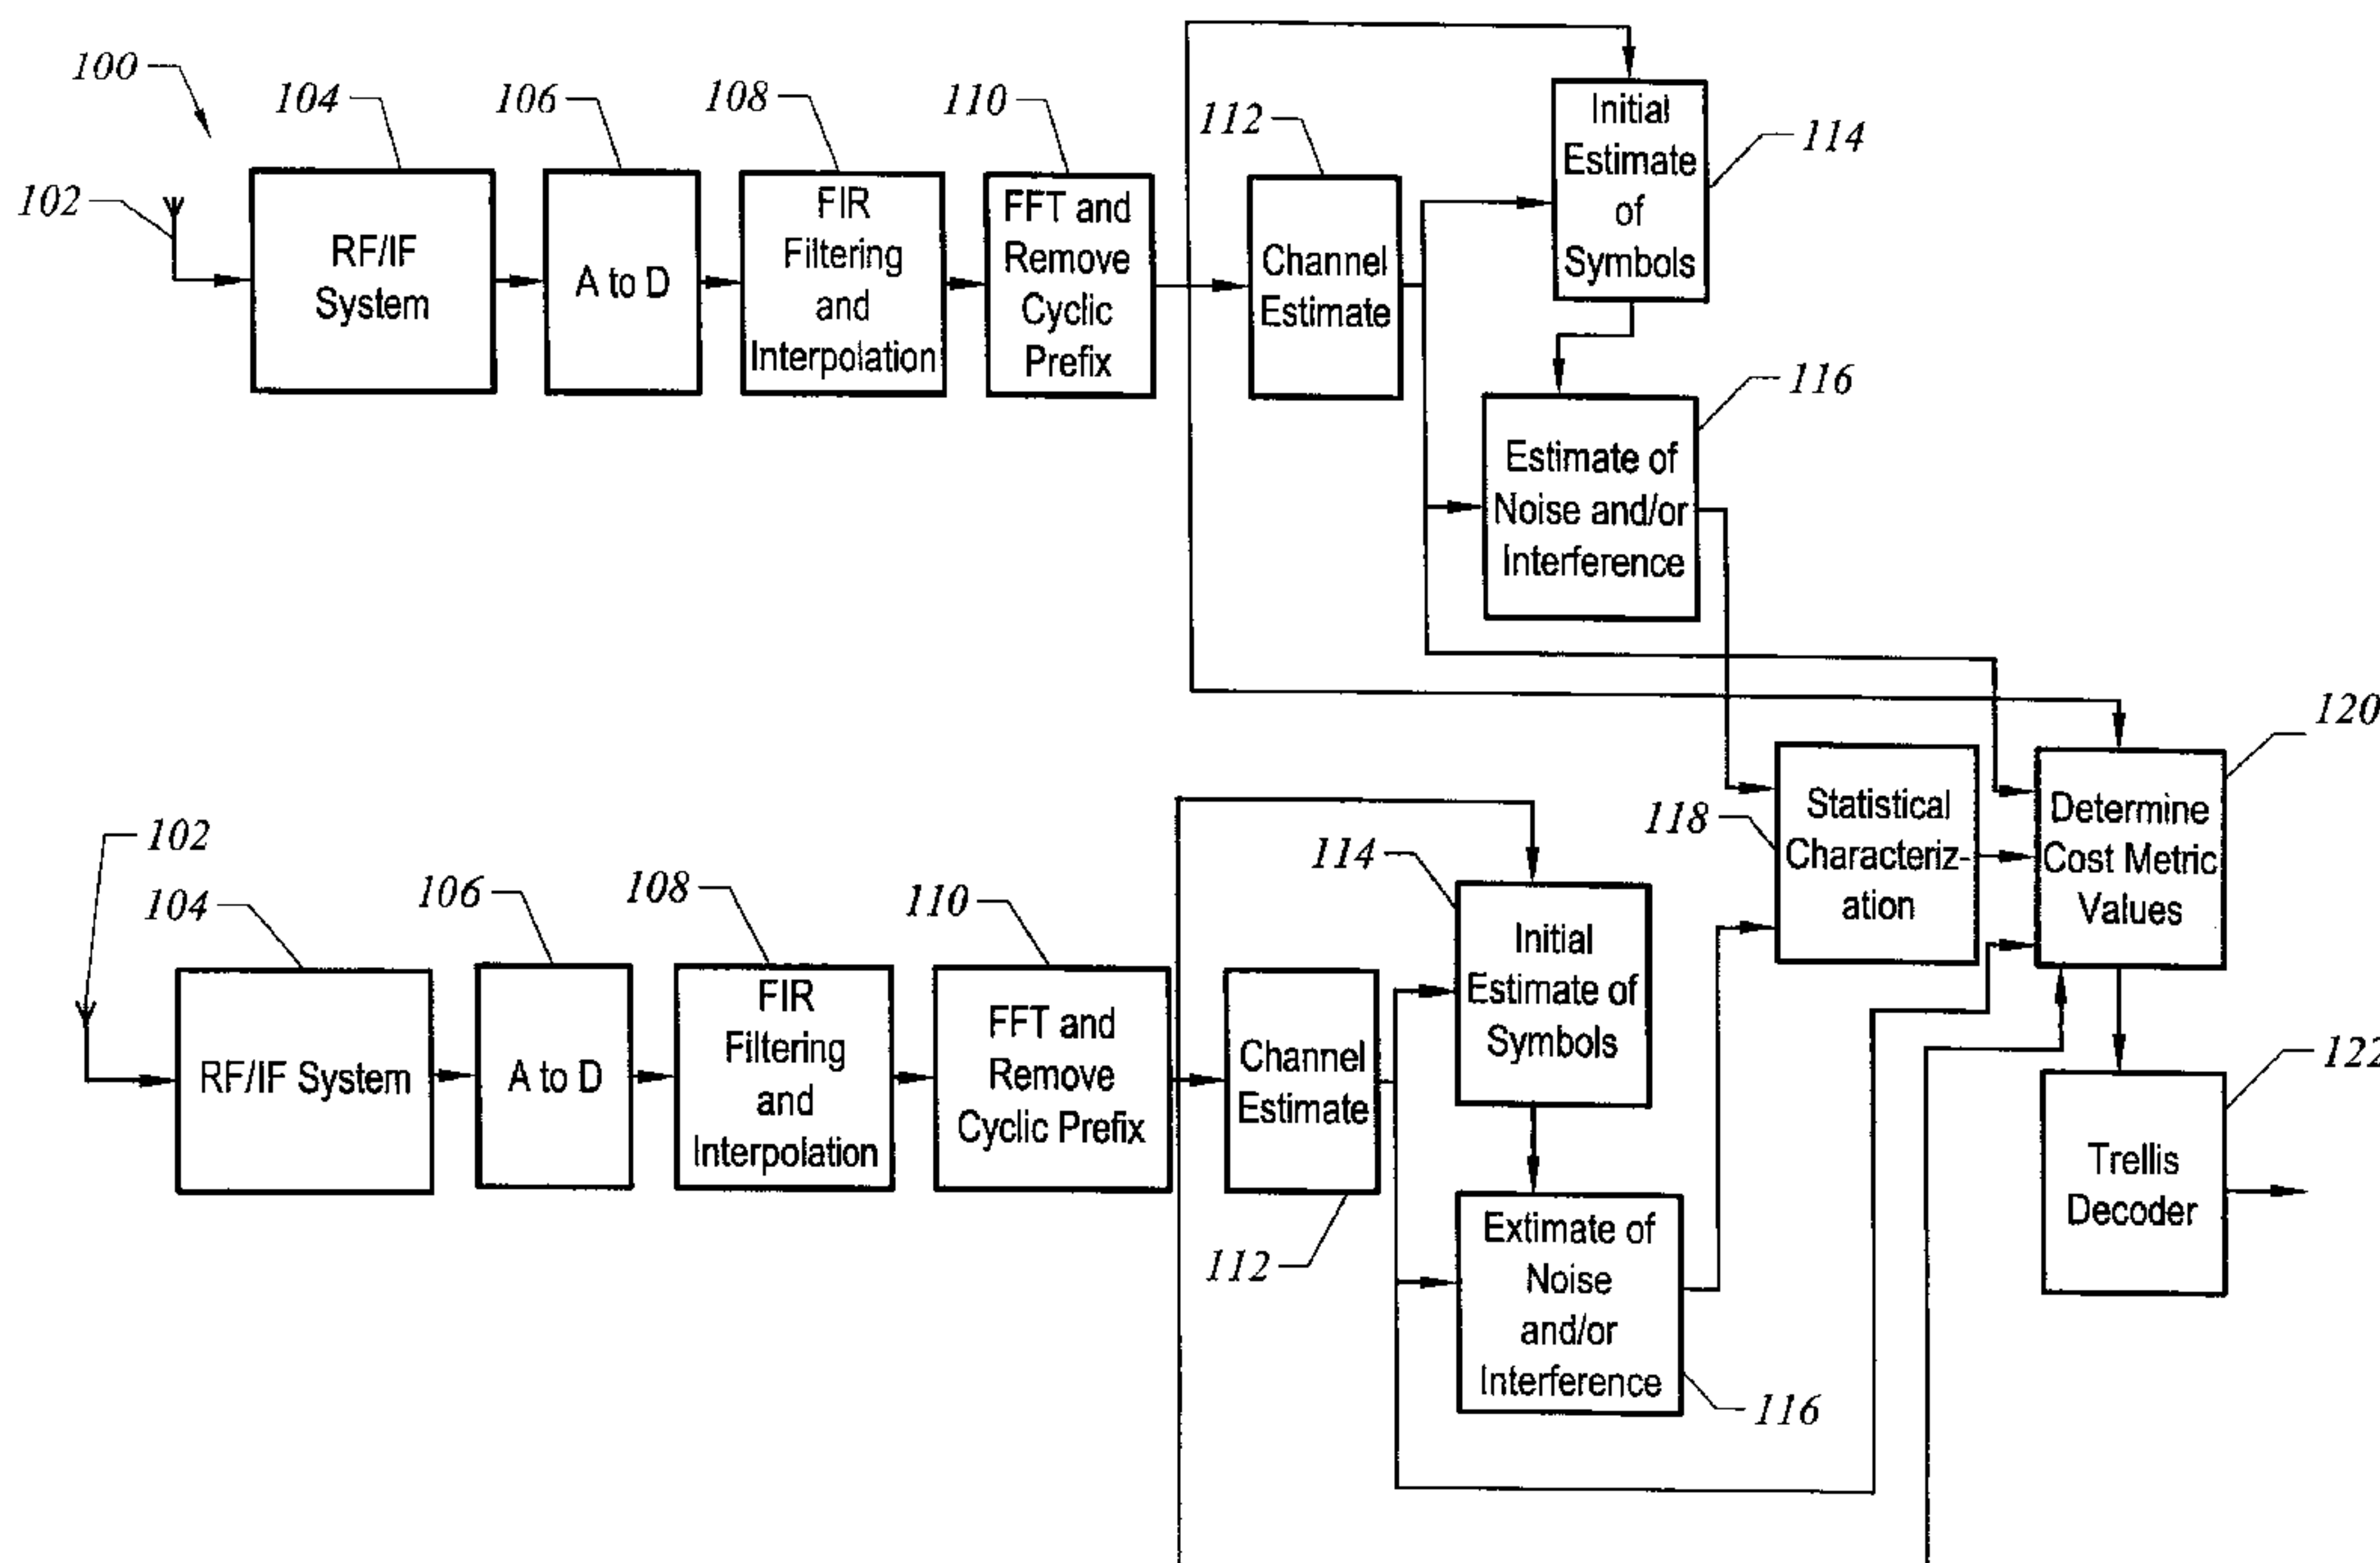 100
104
106
108
110
112
114
102
RF/IF
System
A to D
FIR
Filtering
and
Interpolation
FFT and
Remove
Cyclic
Prefix
Channel
Estimate
Initial
Estimate
of
Symbols
116
Estimate of
Noise and/or
Interference
120
118
Statistical
Characteriz-
ation
Determine
Cost Metric
Values
102
104
106
108
110
114
RF/IF System
A to D
FIR
Filtering
and
Interpolation
FFT and
Remove
Cyclic Prefix
Channel
Estimate
Initial
Estimate of
Symbols
122
Trellis
Decoder
112
Extimate of
Noise
and/or
Interference
116